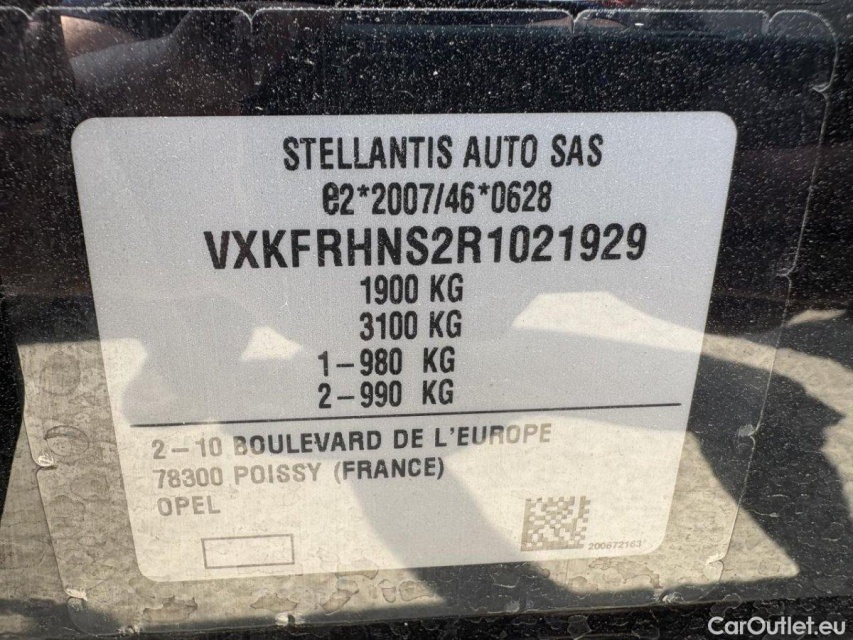 STELLANTIS AUTO SAS
e2*2007/46*0628
VXKFRHNS2R1021929
1900 KG
3100 KG
1-980 KG
2-990 KG
2-10 BOULEVARD DE L'EUROPE
78300 POISSY (FRANCE)
OPEL
200672163
CarOutlet.eu